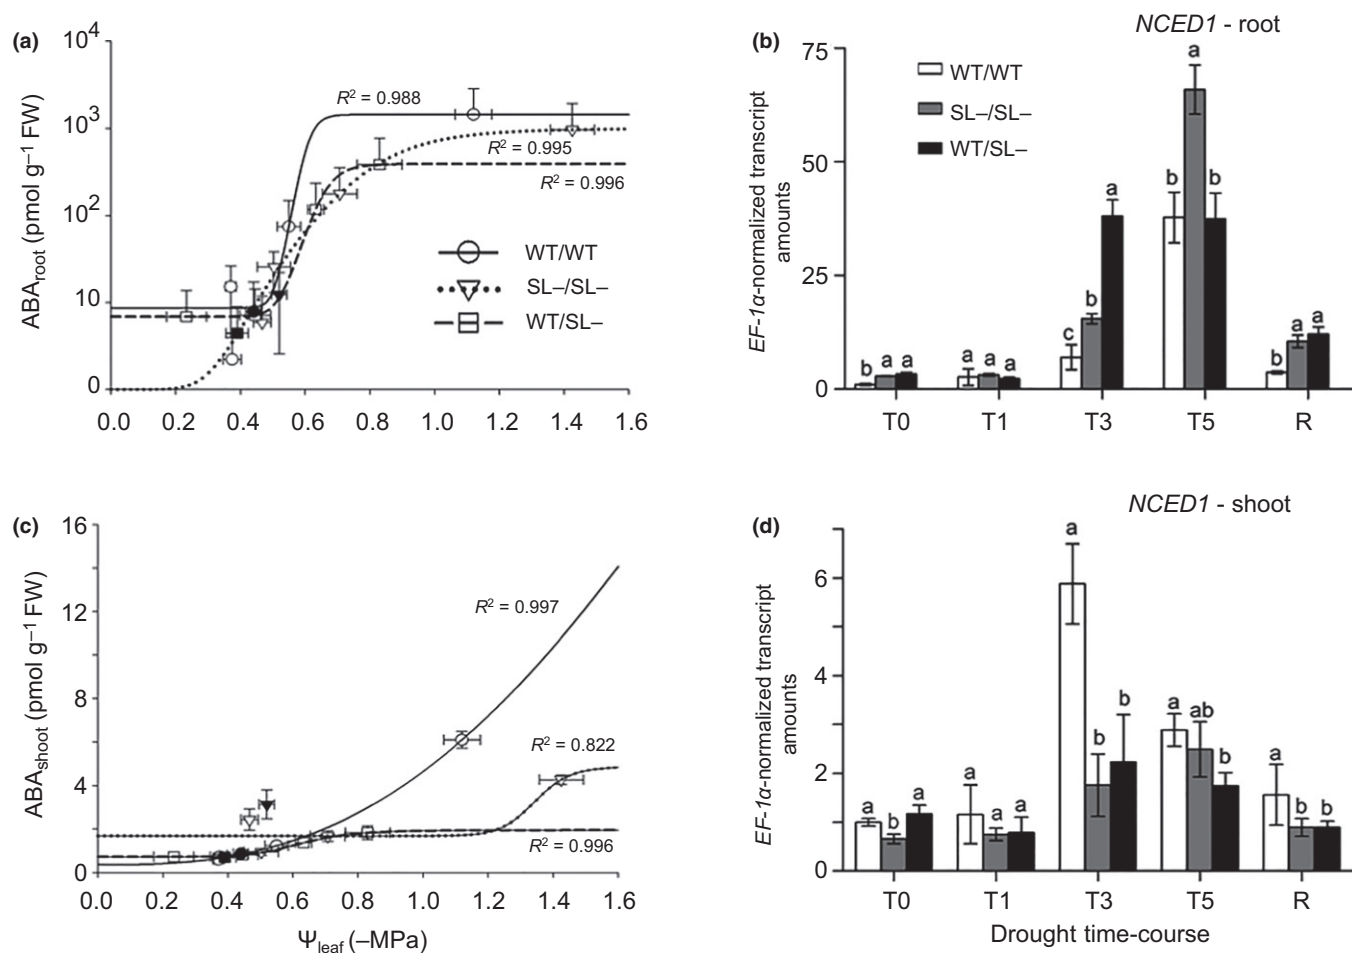 (a)
ABAroot (pmol g–1 FW)
10^4
10^3
10^2
10
0
R2 = 0.988
R2 = 0.995
R2 = 0.996
WT/WT
SL–/SL–
WT/SL–
0.0 0.2 0.4 0.6 0.8 1.0 1.2 1.4 1.6
(b)
NCED1 - root
EF-1α-normalized transcript
amounts
75
50
25
0
WT/WT
SL–/SL–
WT/SL–
b a a
a a a
c b a
b a b
b a a
T0 T1 T3 T5 R
(c)
ABAshoot (pmol g–1 FW)
16
12
8
4
0
R2 = 0.997
R2 = 0.822
R2 = 0.996
0.0 0.2 0.4 0.6 0.8 1.0 1.2 1.4 1.6
Ψleaf (–MPa)
(d)
NCED1 - shoot
EF-1α-normalized transcript
amounts
6
4
2
0
a b a
a a a
a b b
a ab b
a b b
T0 T1 T3 T5 R
Drought time-course